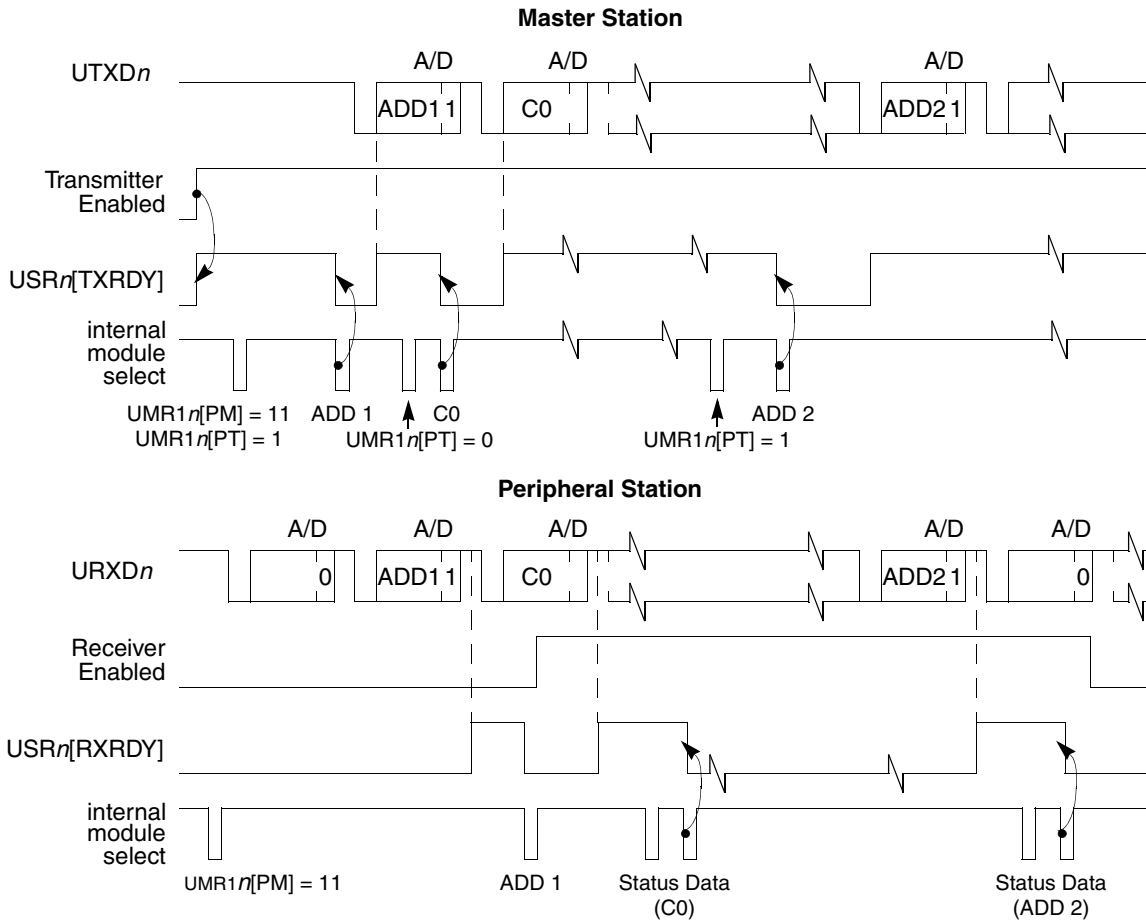 Master Station
A/D A/D A/D
UTXDn
ADD1 1 C0 ADD2 1
Transmitter
Enabled
USRn[TXRDY]
internal
module
select
UMR1n[PM] = 11 ADD 1 C0 ADD 2
UMR1n[PT] = 1 UMR1n[PT] = 0 UMR1n[PT] = 1
Peripheral Station
A/D A/D A/D A/D A/D
URXDn
0 ADD1 1 C0 ADD2 1 0
Receiver
Enabled
USRn[RXRDY]
internal
module
select
UMR1n[PM] = 11 ADD 1 Status Data Status Data
(C0) (ADD 2)